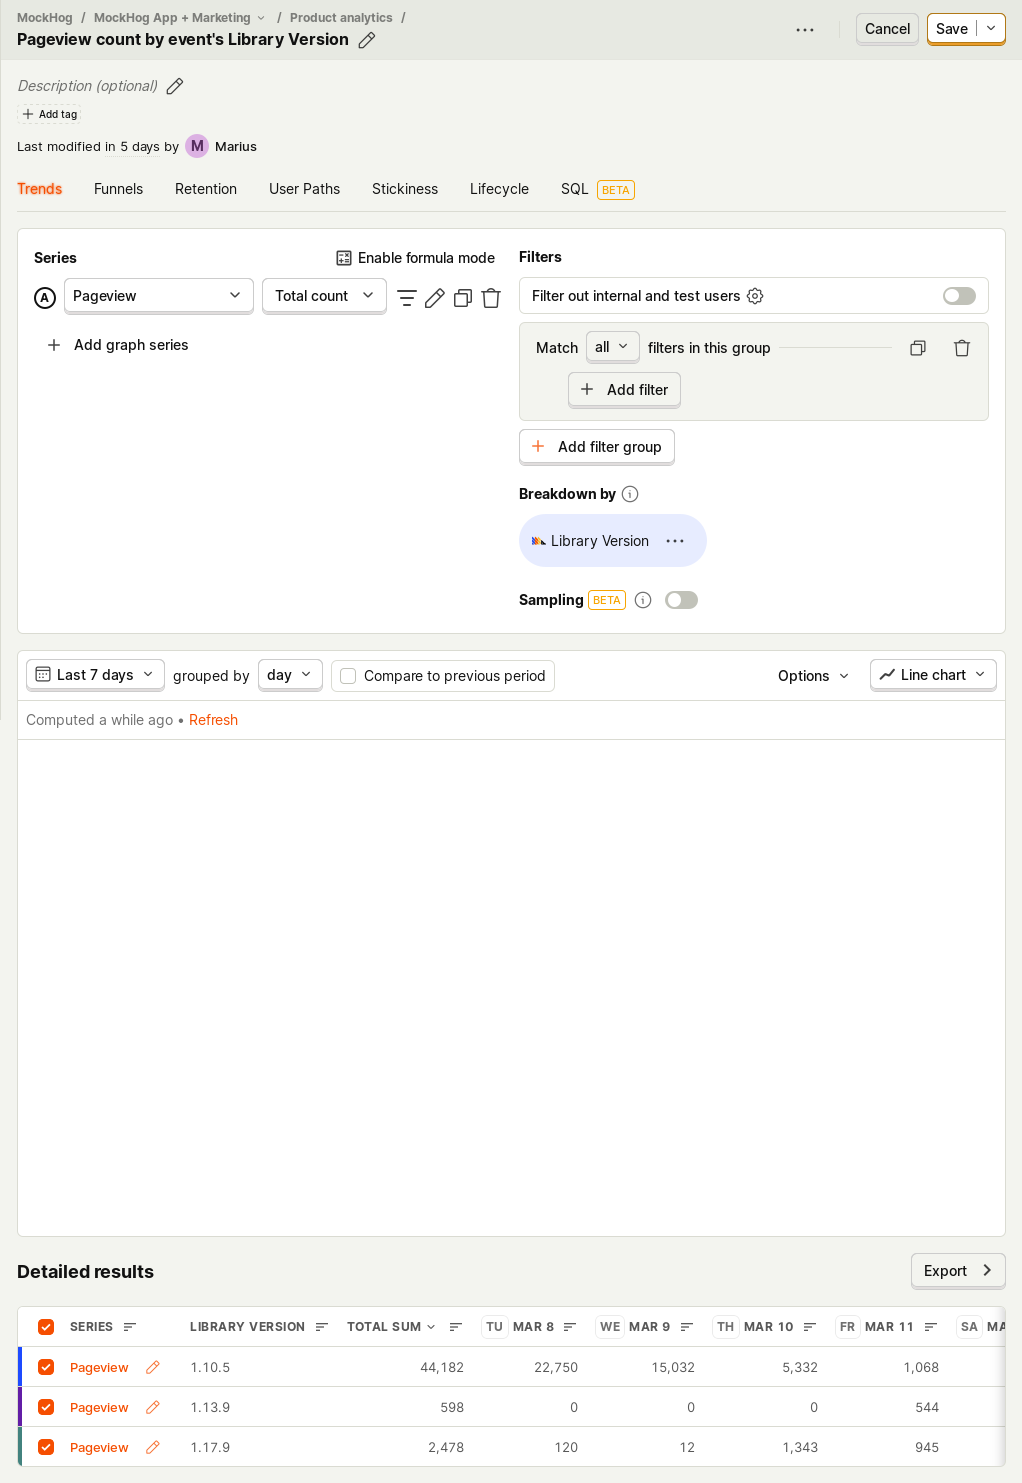 MockHog / MockHog App + Marketing / Product analytics /
Pageview count by event's Library Version
Cancel
Save
Description (optional)
Add tag
Last modified in 5 days by M Marius
Trends Funnels Retention User Paths Stickiness Lifecycle SQL BETA
Series
Enable formula mode
A Pageview Total count
Add graph series
Filters
Filter out internal and test users
Match all filters in this group
Add filter
Add filter group
Breakdown by
Library Version
Sampling BETA
Last 7 days grouped by day Compare to previous period Options Line chart
Computed a while ago • Refresh
Detailed results
Export
SERIES LIBRARY VERSION TOTAL SUM TU MAR 8 WE MAR 9 TH MAR 10 FR MAR 11 SA MA
Pageview 1.10.5 44,182 22,750 15,032 5,332 1,068
Pageview 1.13.9 598 0 0 0 544
Pageview 1.17.9 2,478 120 12 1,343 945